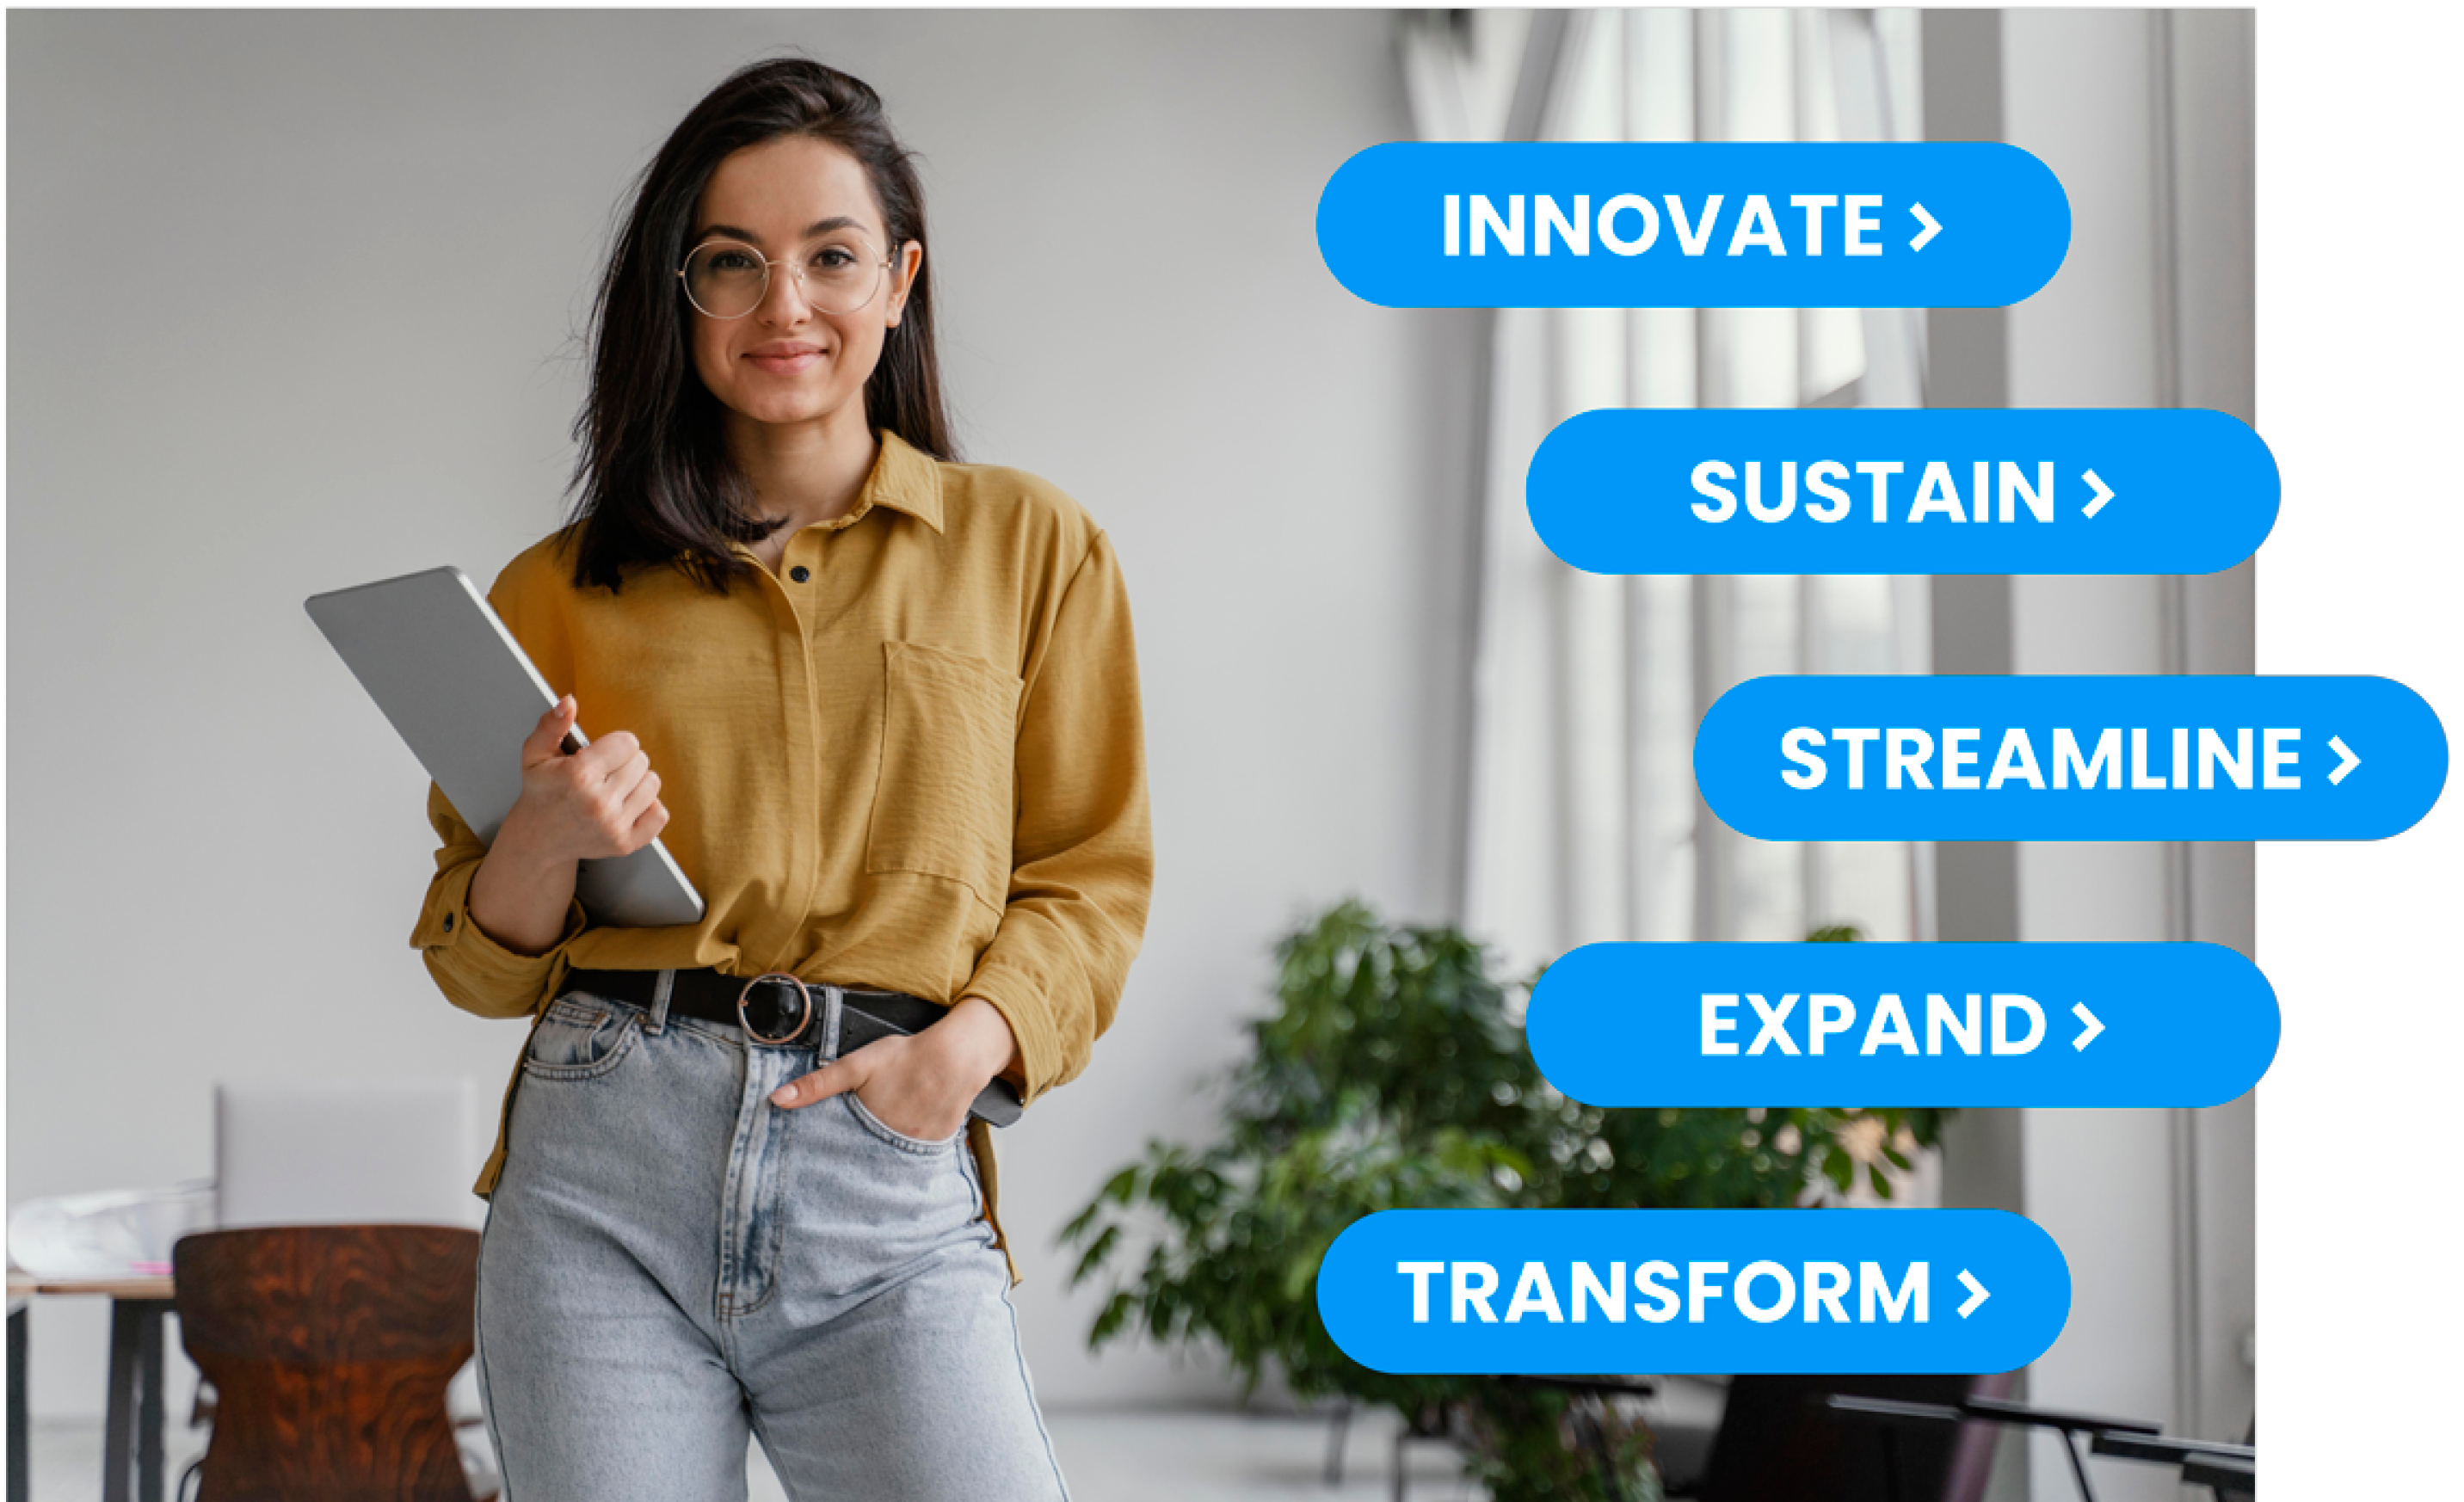 INNOVATE >
SUSTAIN >
STREAMLINE >
EXPAND >
TRANSFORM >